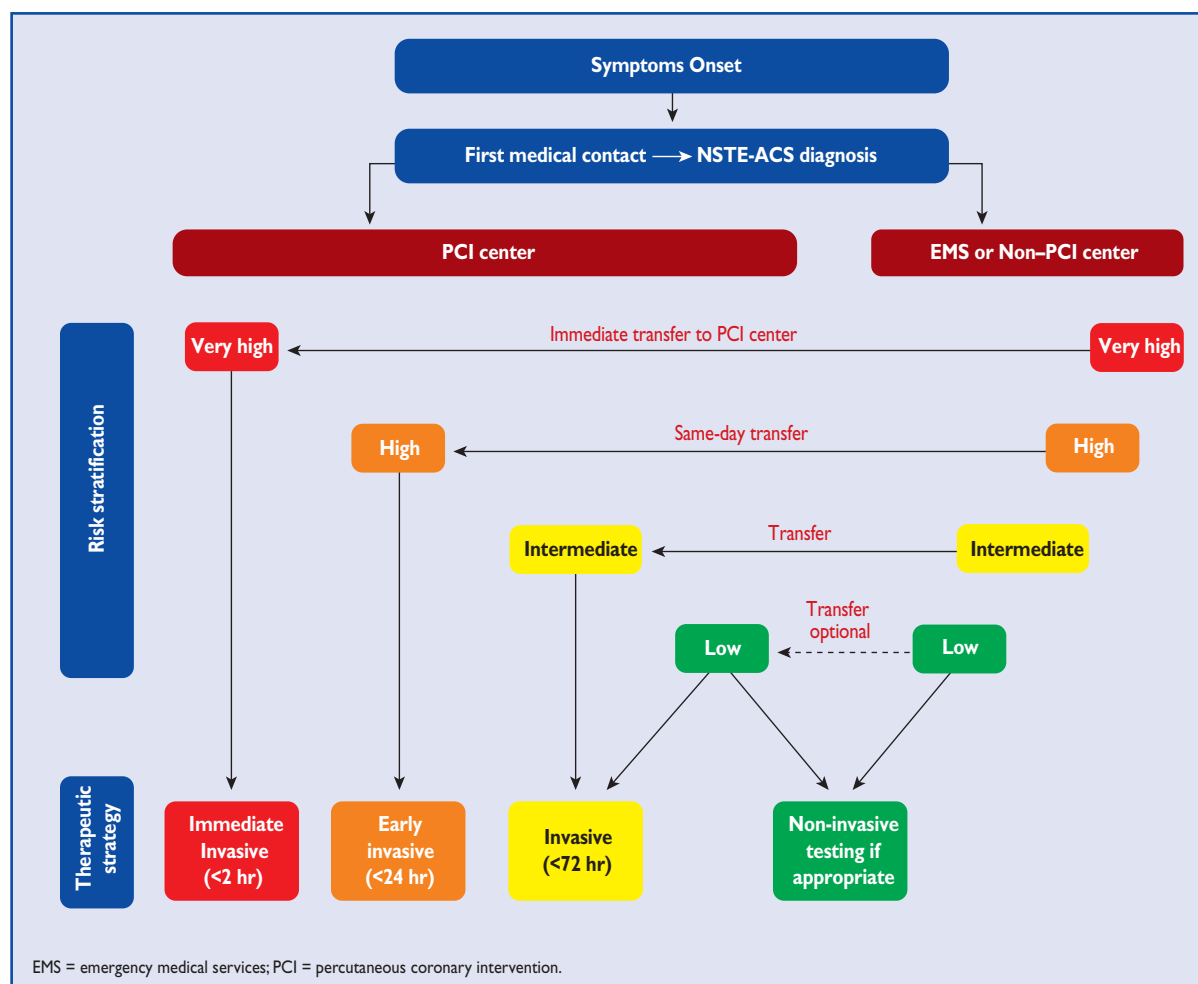 Symptoms Onset
First medical contact → NSTE-ACS diagnosis
PCI center
EMS or Non–PCI center
Risk stratification
Very high
Immediate transfer to PCI center
Very high
High
Same-day transfer
High
Intermediate
Transfer
Intermediate
Transfer
optional
Low
Low
Therapeutic
strategy
Immediate
Invasive
(<2 hr)
Early
invasive
(<24 hr)
Invasive
(<72 hr)
Non-invasive
testing if
appropriate
EMS = emergency medical services; PCI = percutaneous coronary intervention.